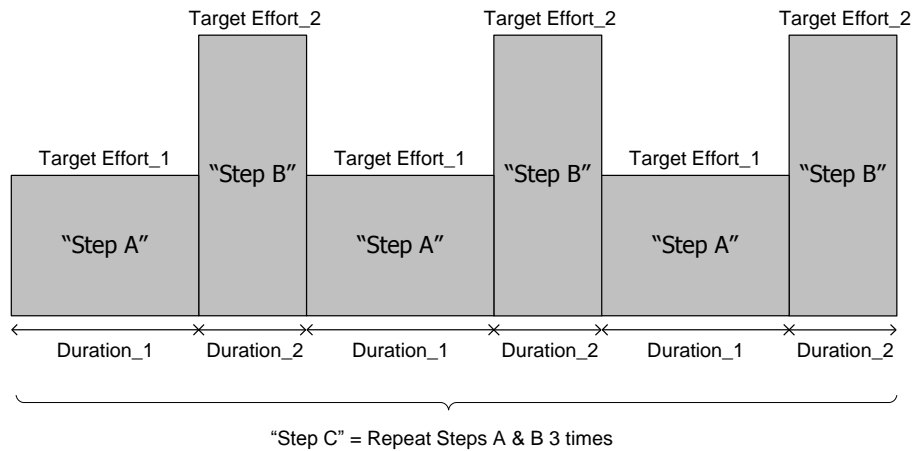 Target Effort_2 Target Effort_2 Target Effort_2
Target Effort_1 Target Effort_1 Target Effort_1
“Step B” “Step B” “Step B”
“Step A” “Step A” “Step A”
Duration_1 Duration_2 Duration_1 Duration_2 Duration_1 Duration_2
“Step C” = Repeat Steps A & B 3 times